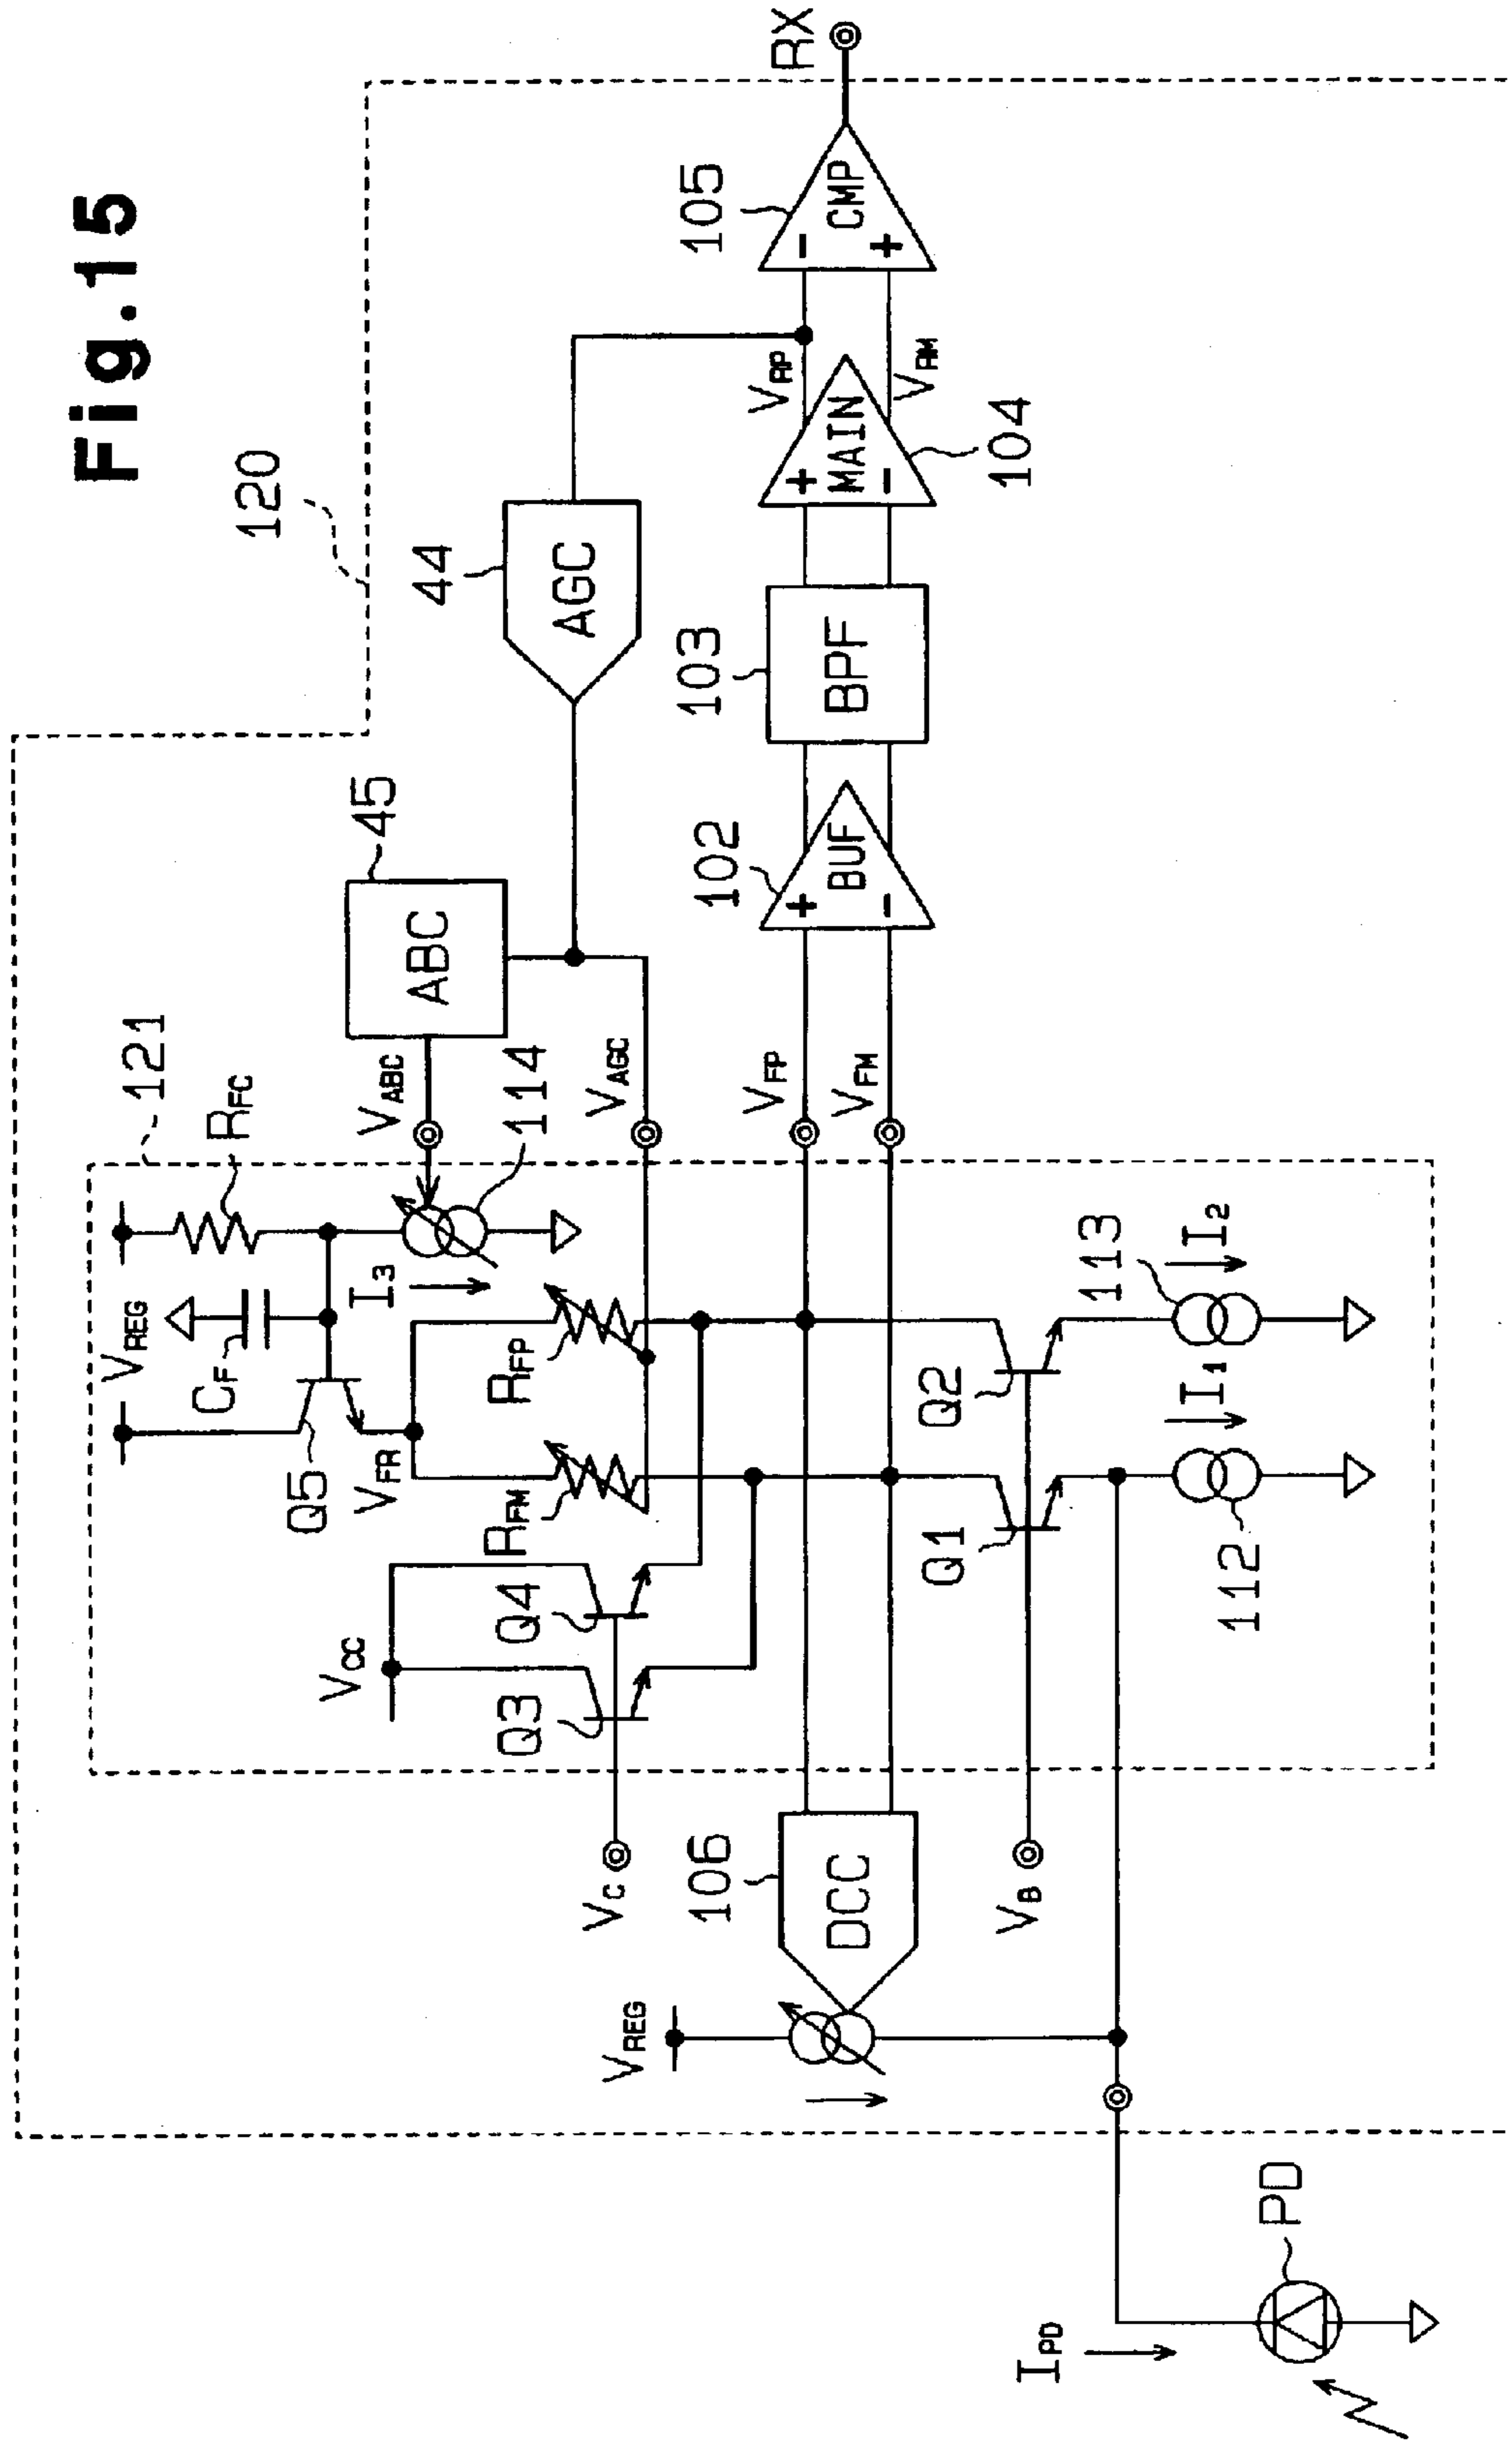 Fig.15
120
121
VREG
RFC
CF
Q5
VFR
I3
VABC
114
ABC
45
44
AGC
VAGC
RFM
RFP
VCC
Q3
Q4
VC
106
DCC
VREG
VFP
VFM
102
+
BUF
-
103
BPF
VAP
+
MAIN
-
VAM
104
105
-
CMP
+
RX
VB
Q1
Q2
112
I1
113
I2
IPD
PD